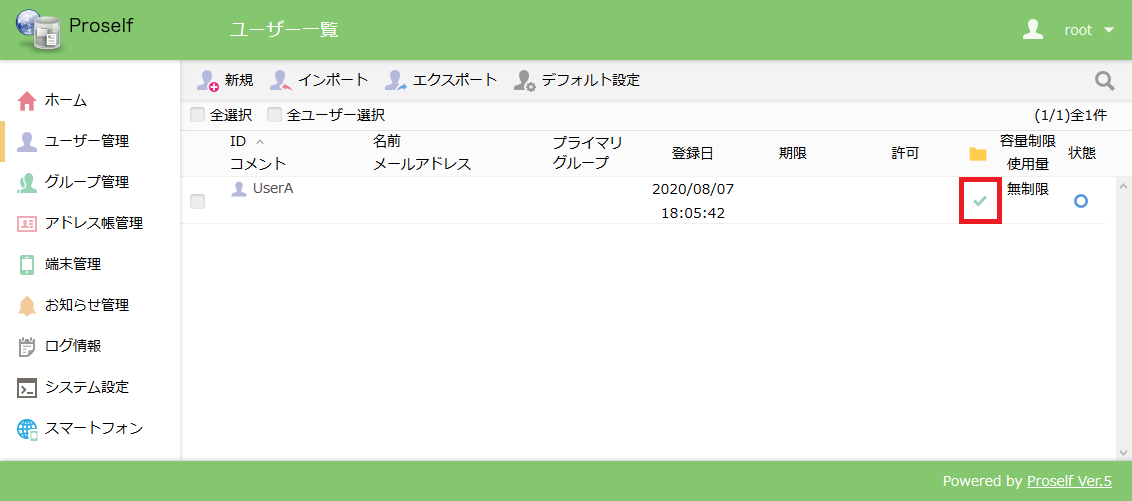 Proself
ユーザー一覧
root
新規 インポート エクスポート デフォルト設定
全選択 全ユーザー選択
(1/1)全1件
ホーム
ユーザー管理
グループ管理
アドレス帳管理
端末管理
お知らせ管理
ログ情報
システム設定
スマートフォン
ID
コメント
名前
メールアドレス
プライマリ
グループ
登録日
期限
許可
容量制限
使用量
状態
UserA
2020/08/07
18:05:42
無制限
Powered by Proself Ver.5